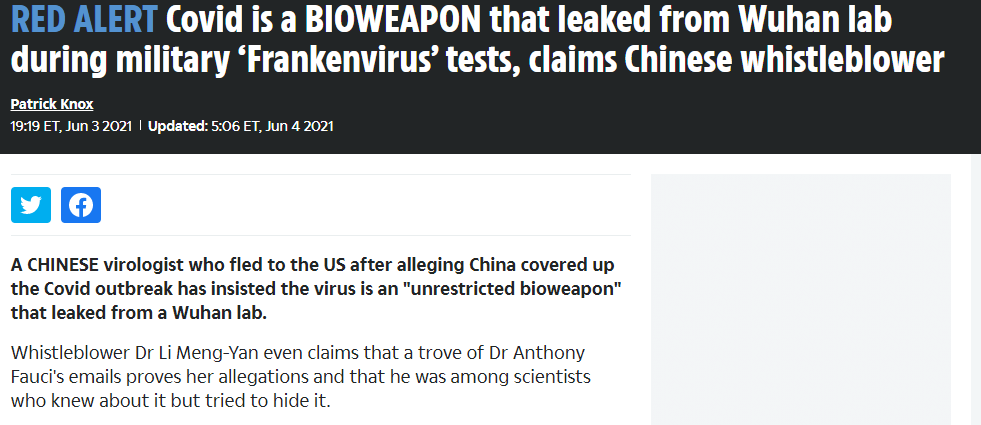 RED ALERT Covid is a BIOWEAPON that leaked from Wuhan lab
during military ‘Frankenvirus’ tests, claims Chinese whistleblower
Patrick Knox
19:19 ET, Jun 3 2021 | Updated: 5:06 ET, Jun 4 2021
A CHINESE virologist who fled to the US after alleging China covered up
the Covid outbreak has insisted the virus is an "unrestricted bioweapon"
that leaked from a Wuhan lab.
Whistleblower Dr Li Meng-Yan even claims that a trove of Dr Anthony
Fauci's emails proves her allegations and that he was among scientists
who knew about it but tried to hide it.